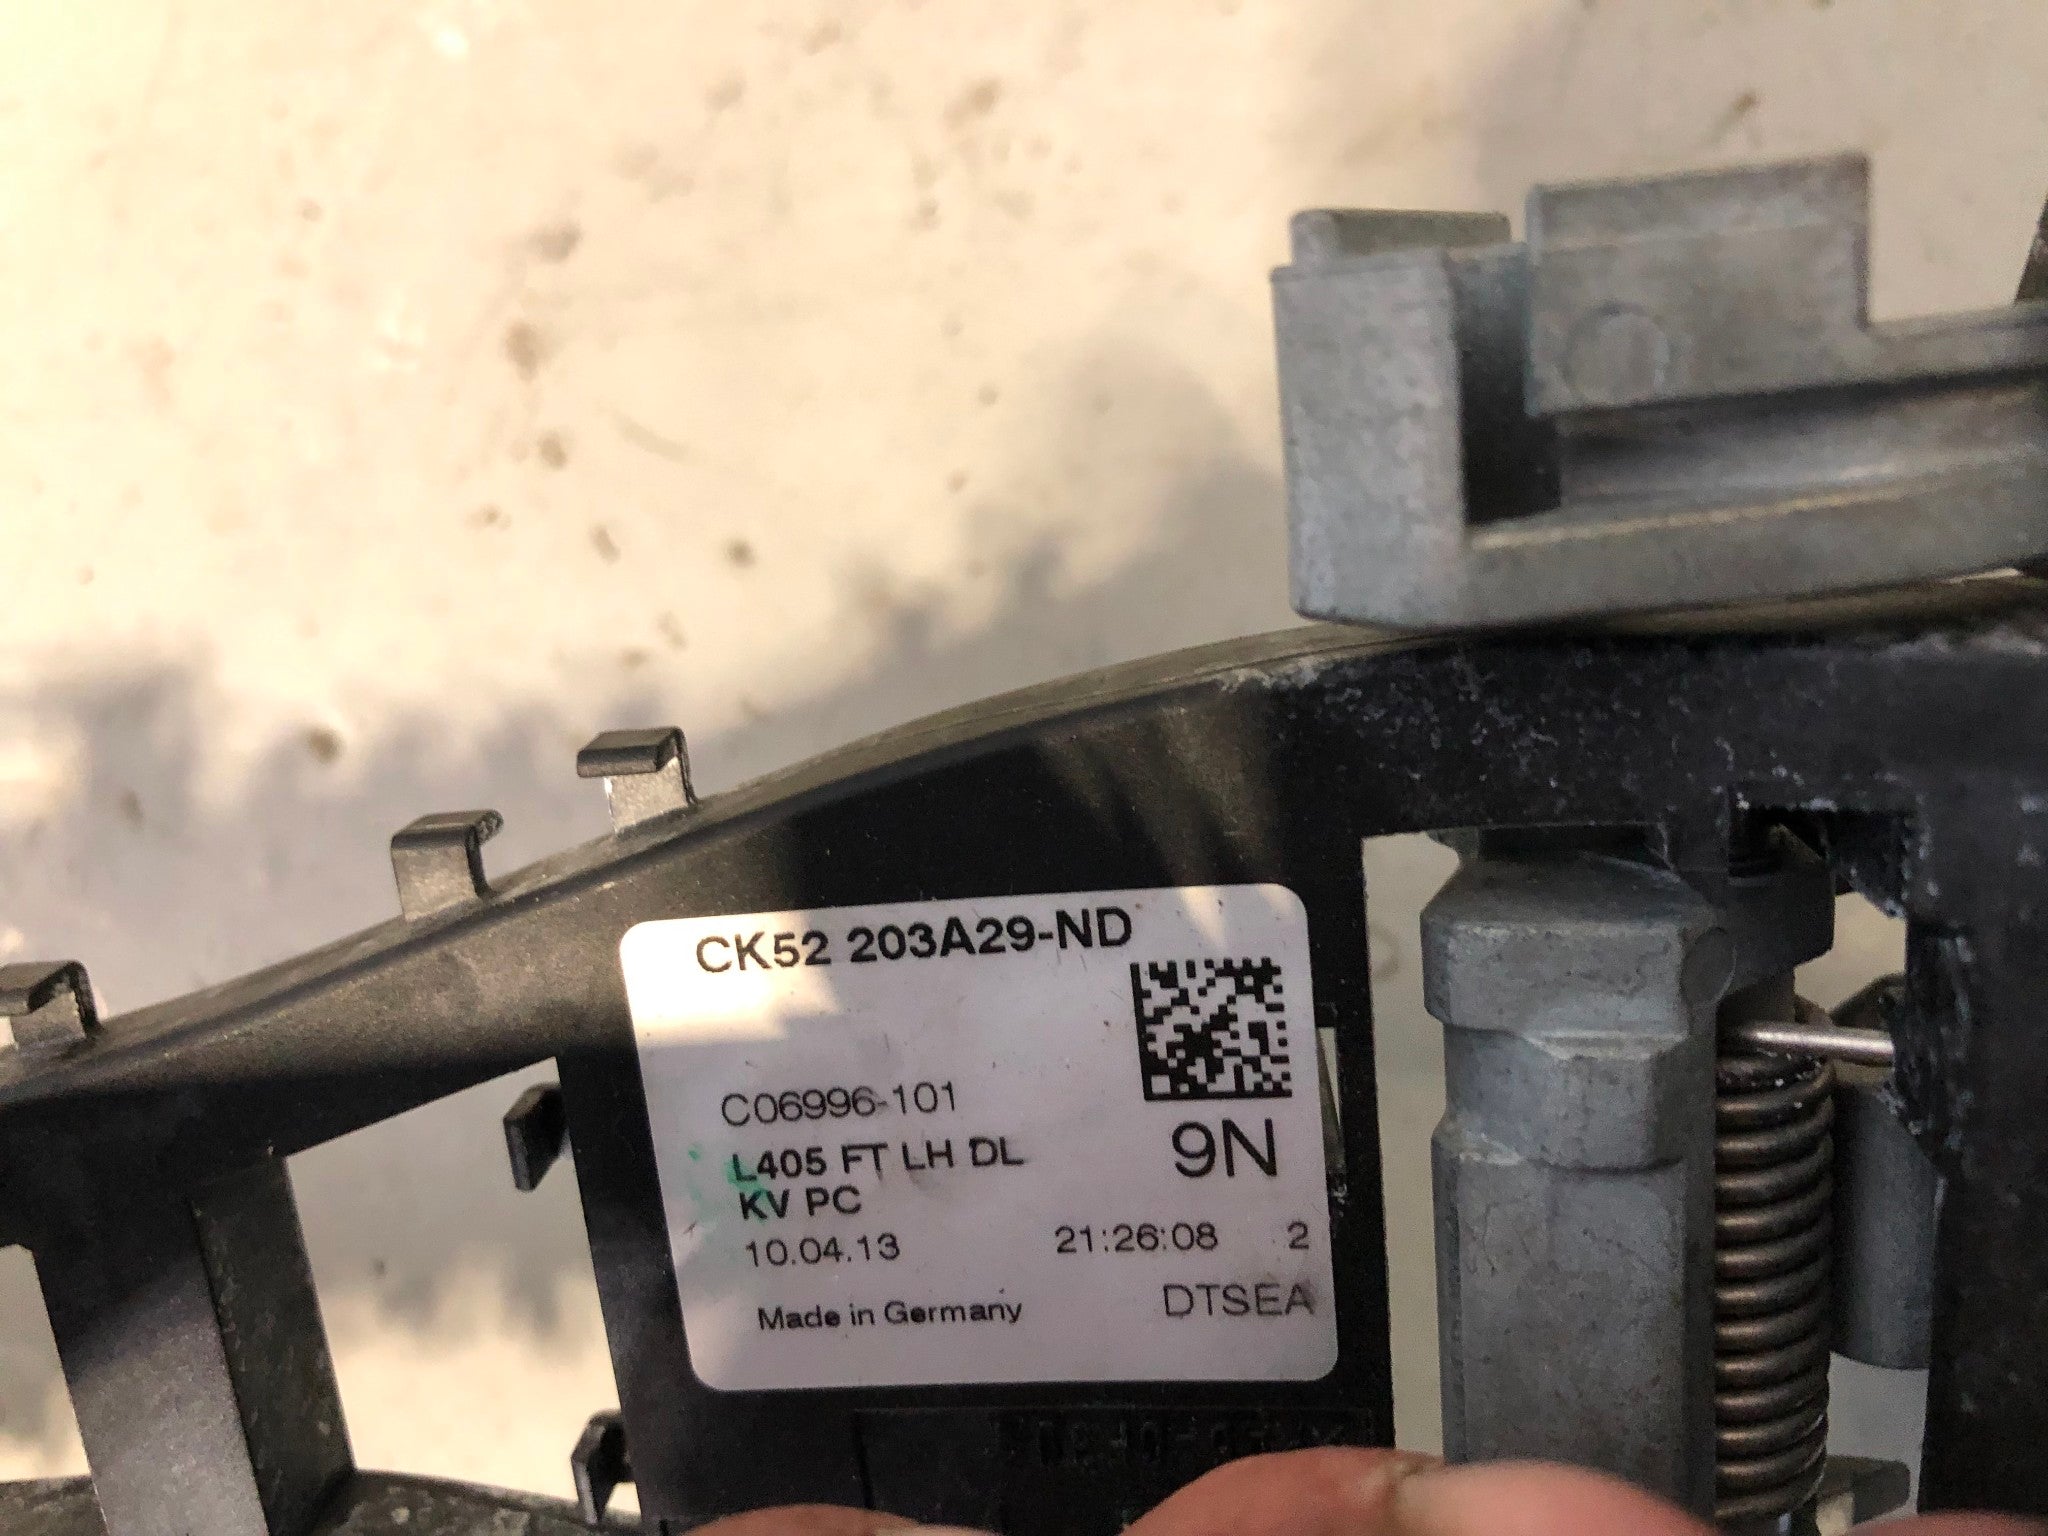 CK52 203A29-ND
C06996-101
9N
L405 FT LH DL
KV PC
10.04.13 21:26:08 2
Made in Germany DTSEA